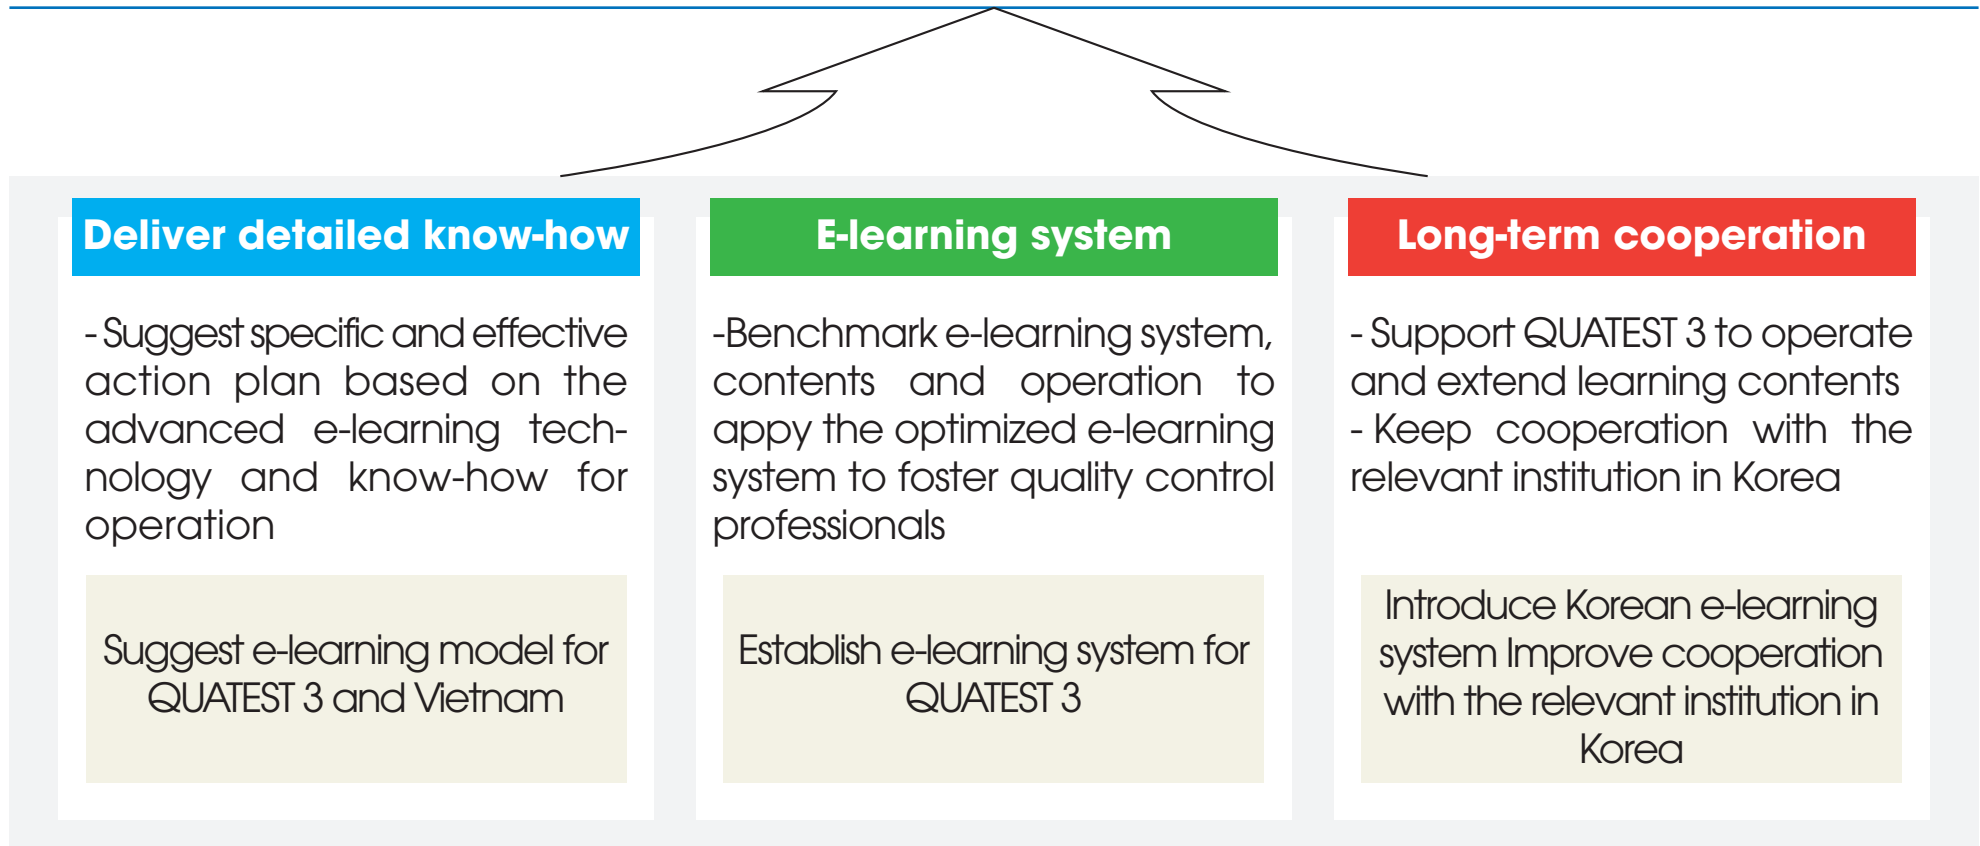 Deliver detailed know-how
- Suggest specific and effective
action plan based on the
advanced e-learning tech-
nology and know-how for
operation
Suggest e-learning model for
QUATEST 3 and Vietnam
E-learning system
-Benchmark e-learning system,
contents and operation to
appy the optimized e-learning
system to foster quality control
professionals
Establish e-learning system for
QUATEST 3
Long-term cooperation
- Support QUATEST 3 to operate
and extend learning contents
- Keep cooperation with the
relevant institution in Korea
Introduce Korean e-learning
system Improve cooperation
with the relevant institution in
Korea